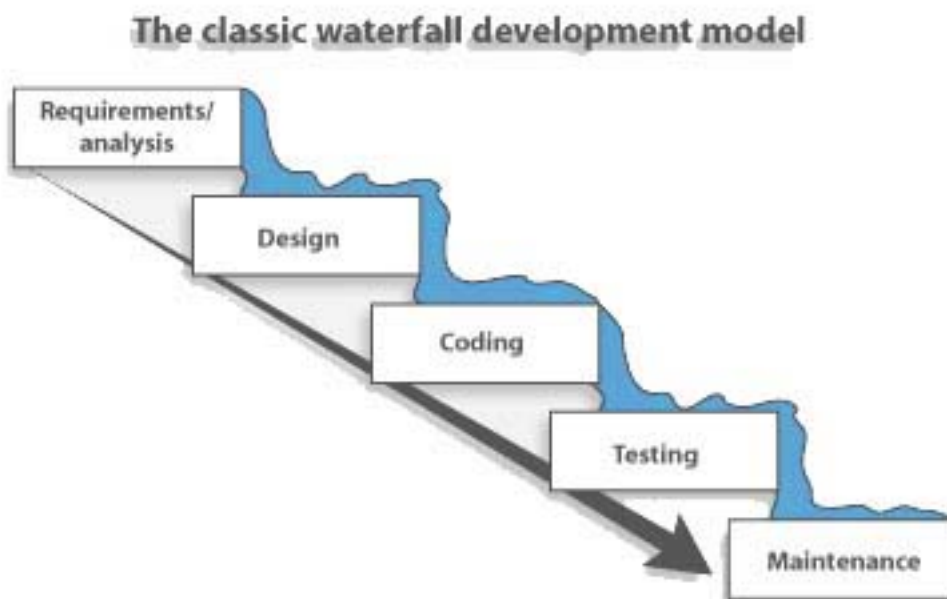 The classic waterfall development model
Requirements/
analysis
Design
Coding
Testing
Maintenance